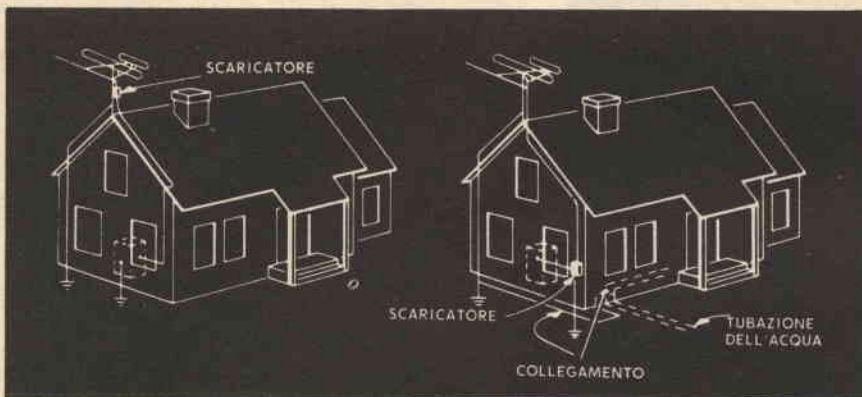 SCARICATORE
SCARICATORE
TUBAZIONE
DELL'ACQUA
COLLEGAMENTO